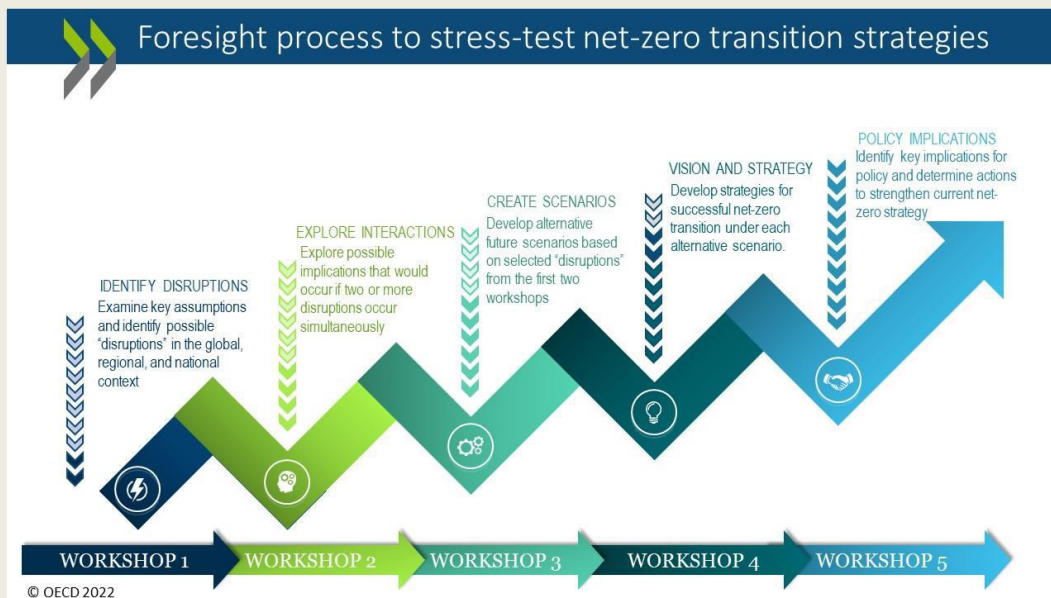 Foresight process to stress-test net-zero transition strategies
IDENTIFY DISRUPTIONS
Examine key assumptions
and identify possible
“disruptions” in the global,
regional, and national
context
EXPLORE INTERACTIONS
Explore possible
implications that would
occur if two or more
disruptions occur
simultaneously
CREATE SCENARIOS
Develop alternative
future scenarios based
on selected “disruptions”
from the first two
workshops
VISION AND STRATEGY
Develop strategies for
successful net-zero
transition under each
alternative scenario.
POLICY IMPLICATIONS
Identify key implications for
policy and determine actions
to strengthen current net-
zero strategy
WORKSHOP 1
WORKSHOP 2
WORKSHOP 3
WORKSHOP 4
WORKSHOP 5
© OECD 2022